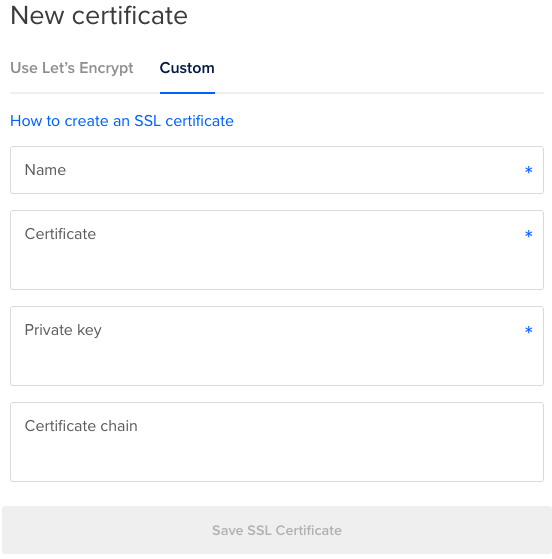 New certificate
Use Let’s Encrypt Custom
How to create an SSL certificate
Name *
Certificate *
Private key *
Certificate chain
Save SSL Certificate